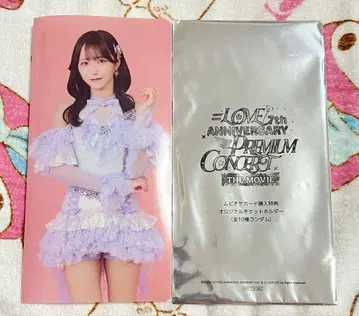 =LOVE 7th
ANNIVERSARY
PREMIUM
CONCERT
THE MOVIE
ムビチケカード購入特典
オリジナルチケットホルダー
(全10種ランダム)